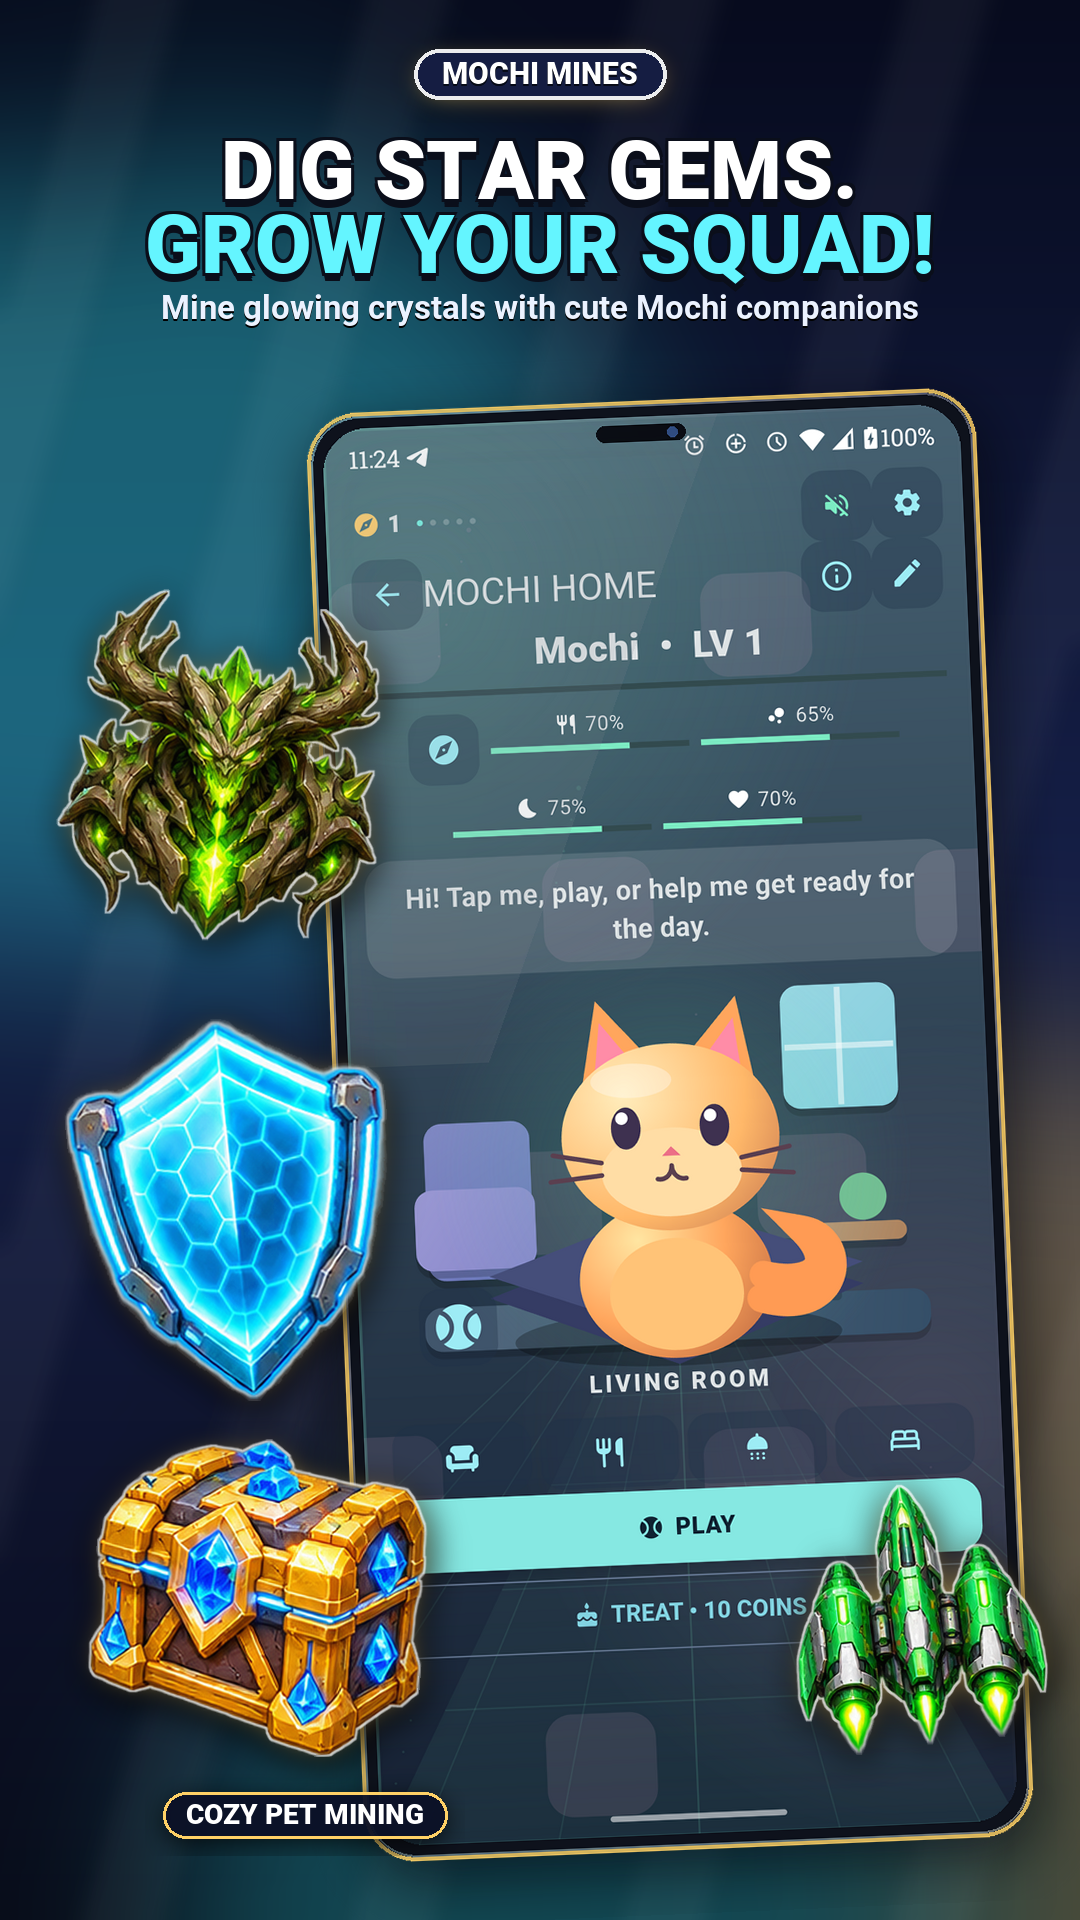 MOCHI MINES
DIG STAR GEMS.
GROW YOUR SQUAD!
Mine glowing crystals with cute Mochi companions
11:24
100%
1
MOCHI HOME
Mochi • LV 1
70%
65%
75%
70%
Hi! Tap me, play, or help me get ready for
the day.
LIVING ROOM
PLAY
TREAT • 10 COINS
COZY PET MINING